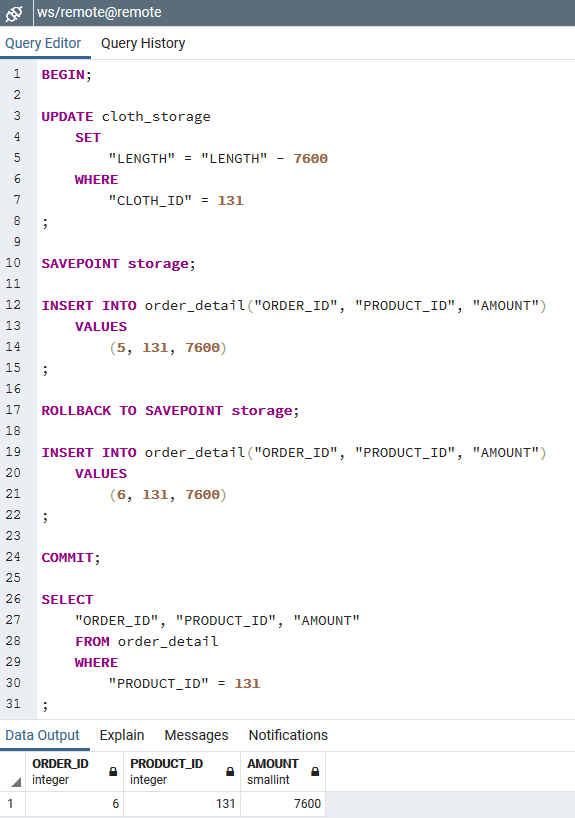 ws/remote@remote
Query Editor Query History
1 BEGIN;
2
3 UPDATE cloth_storage
4 SET
5 "LENGTH" = "LENGTH" - 7600
6 WHERE
7 "CLOTH_ID" = 131
8 ;
9
10 SAVEPOINT storage;
11
12 INSERT INTO order_detail("ORDER_ID", "PRODUCT_ID", "AMOUNT")
13 VALUES
14 (5, 131, 7600)
15 ;
16
17 ROLLBACK TO SAVEPOINT storage;
18
19 INSERT INTO order_detail("ORDER_ID", "PRODUCT_ID", "AMOUNT")
20 VALUES
21 (6, 131, 7600)
22 ;
23
24 COMMIT;
25
26 SELECT
27 "ORDER_ID", "PRODUCT_ID", "AMOUNT"
28 FROM order_detail
29 WHERE
30 "PRODUCT_ID" = 131
31 ;
Data Output Explain Messages Notifications
ORDER_ID PRODUCT_ID AMOUNT
integer integer smallint
1 6 131 7600